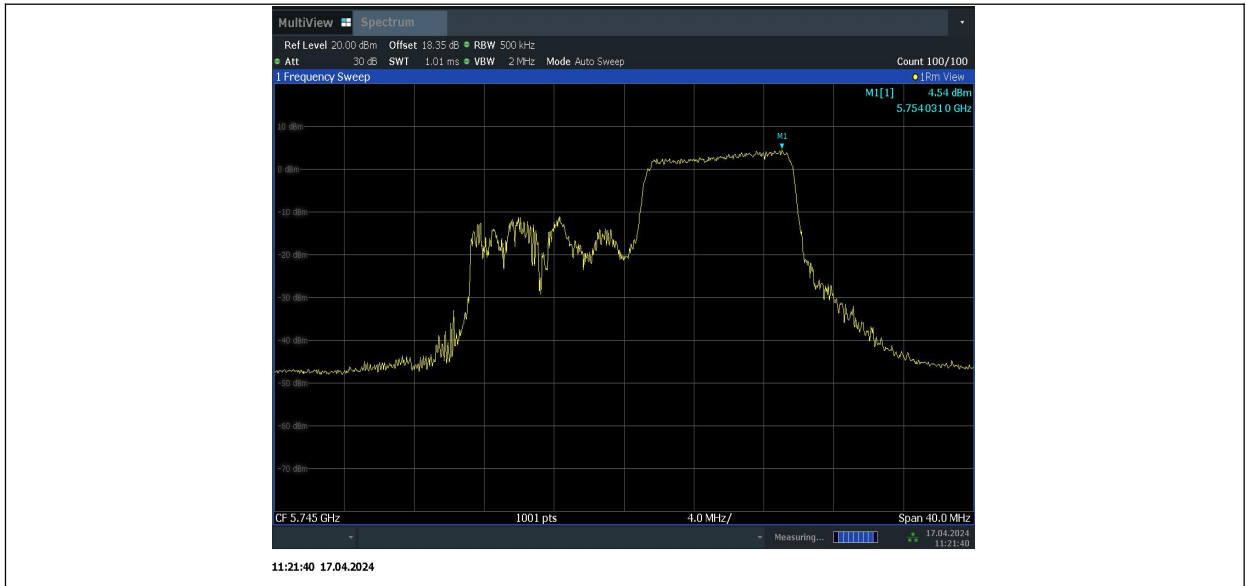 MultiView Spectrum
Ref Level 20.00 dBm Offset 18.35 dB RBW 500 kHz
Att 30 dB SWT 1.01 ms VBW 2 MHz Mode Auto Sweep Count 100/100
1 Frequency Sweep 1Rm View
M1[1] 4.54 dBm
5.7540310 GHz
10 dBm
M1
0 dBm
-10 dBm
-20 dBm
-30 dBm
-40 dBm
-50 dBm
-60 dBm
-70 dBm
CF 5.745 GHz 1001 pts 4.0 MHz/ Span 40.0 MHz
Measuring... 17.04.2024
11:21:40
11:21:40 17.04.2024